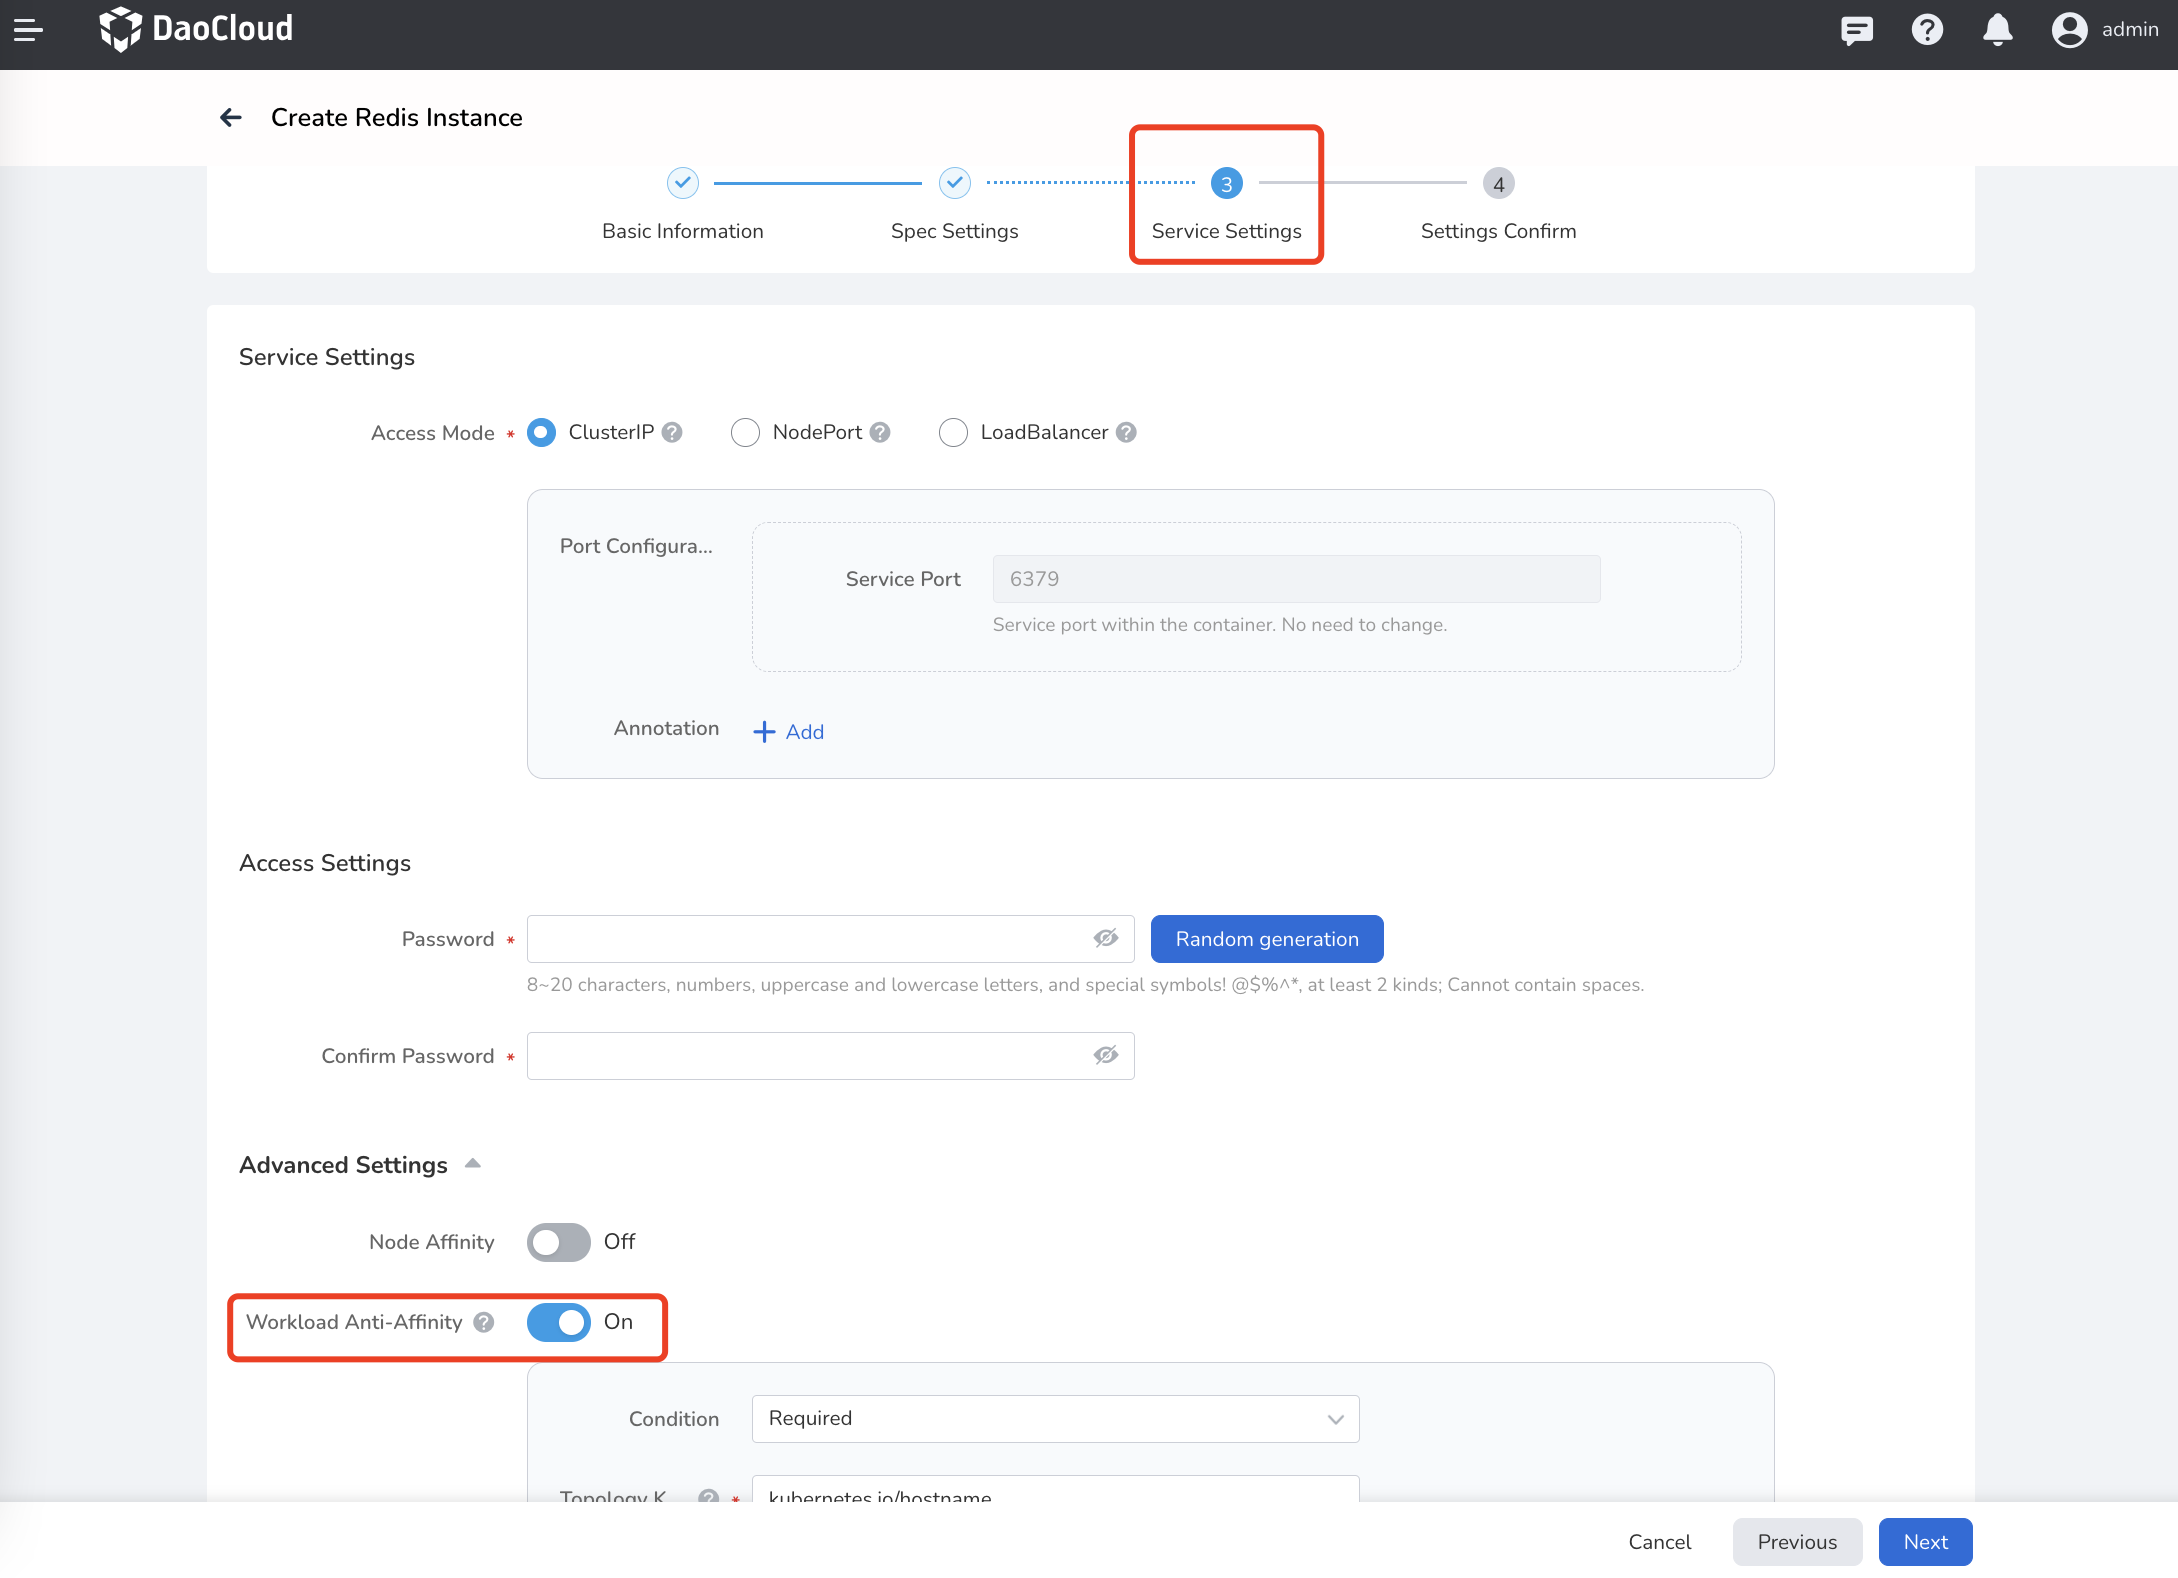 DaoCloud
admin
Create Redis Instance
3
4
Basic Information
Spec Settings
Service Settings
Settings Confirm
Service Settings
Access Mode * ClusterIP ? NodePort ? LoadBalancer ?
Port Configura...
Service Port 6379
Service port within the container. No need to change.
Annotation + Add
Access Settings
Password * Random generation
8~20 characters, numbers, uppercase and lowercase letters, and special symbols! @$%^*, at least 2 kinds; Cannot contain spaces.
Confirm Password *
Advanced Settings
Node Affinity Off
Workload Anti-Affinity ? On
Condition Required
Topology K ? * kubernetes.io/hostname
Cancel Previous Next